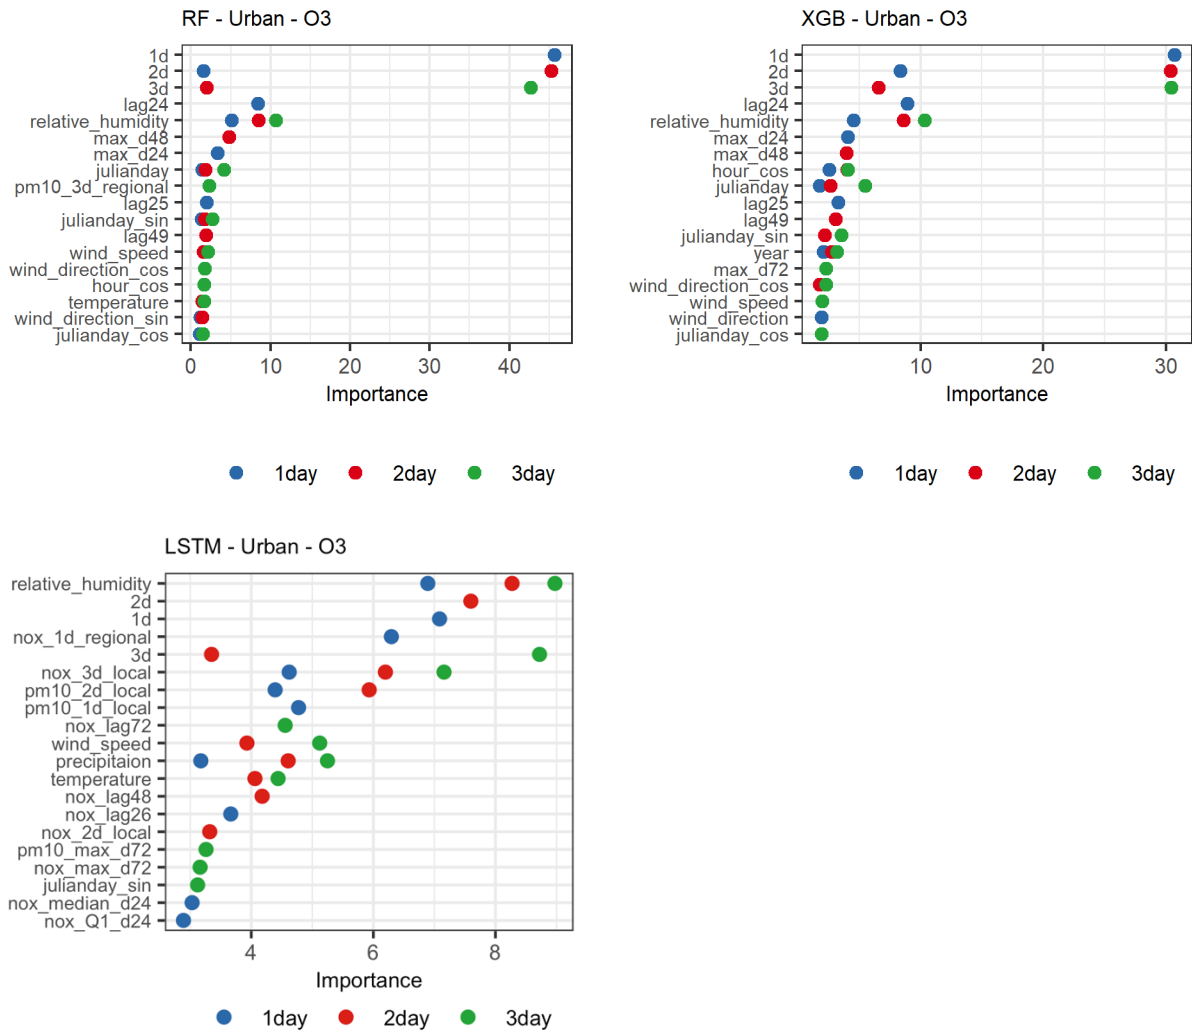 RF - Urban - O3
1d
2d
3d
lag24
relative_humidity
max_d48
max_d24
julianday
pm10_3d_regional
lag25
julianday_sin
lag49
wind_speed
wind_direction_cos
hour_cos
temperature
wind_direction_sin
julianday_cos
0 10 20 30 40
Importance
1day 2day 3day
XGB - Urban - O3
1d
2d
3d
lag24
relative_humidity
max_d24
max_d48
hour_cos
julianday
lag25
lag49
julianday_sin
year
max_d72
wind_direction_cos
wind_speed
wind_direction
julianday_cos
10 20 30
Importance
1day 2day 3day
LSTM - Urban - O3
relative_humidity
2d
1d
nox_1d_regional
3d
nox_3d_local
pm10_2d_local
pm10_1d_local
nox_lag72
wind_speed
precipitaion
temperature
nox_lag48
nox_lag26
nox_2d_local
pm10_max_d72
nox_max_d72
julianday_sin
nox_median_d24
nox_Q1_d24
4 6 8
Importance
1day 2day 3day